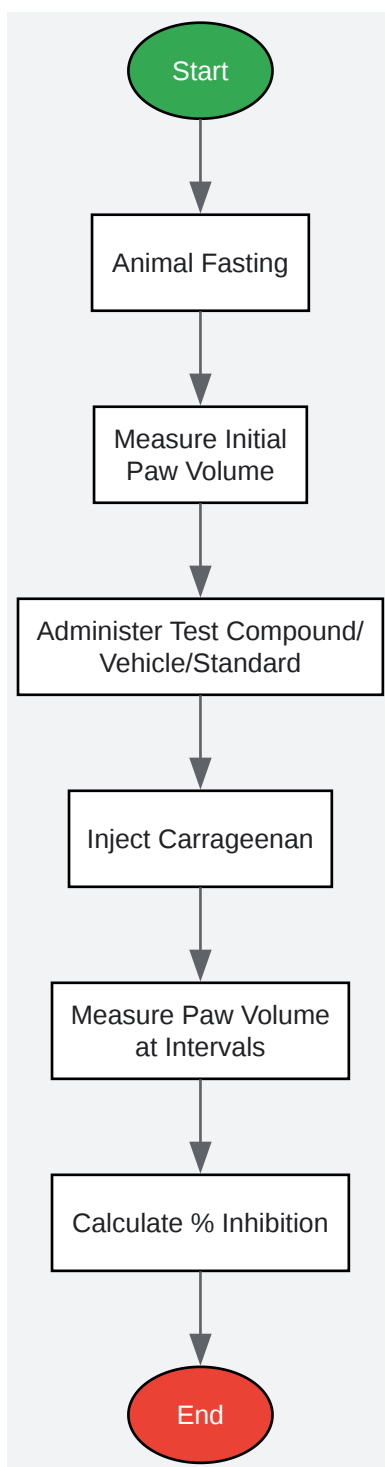 Start
Animal Fasting
Measure Initial
Paw Volume
Administer Test Compound/
Vehicle/Standard
Inject Carrageenan
Measure Paw Volume
at Intervals
Calculate % Inhibition
End